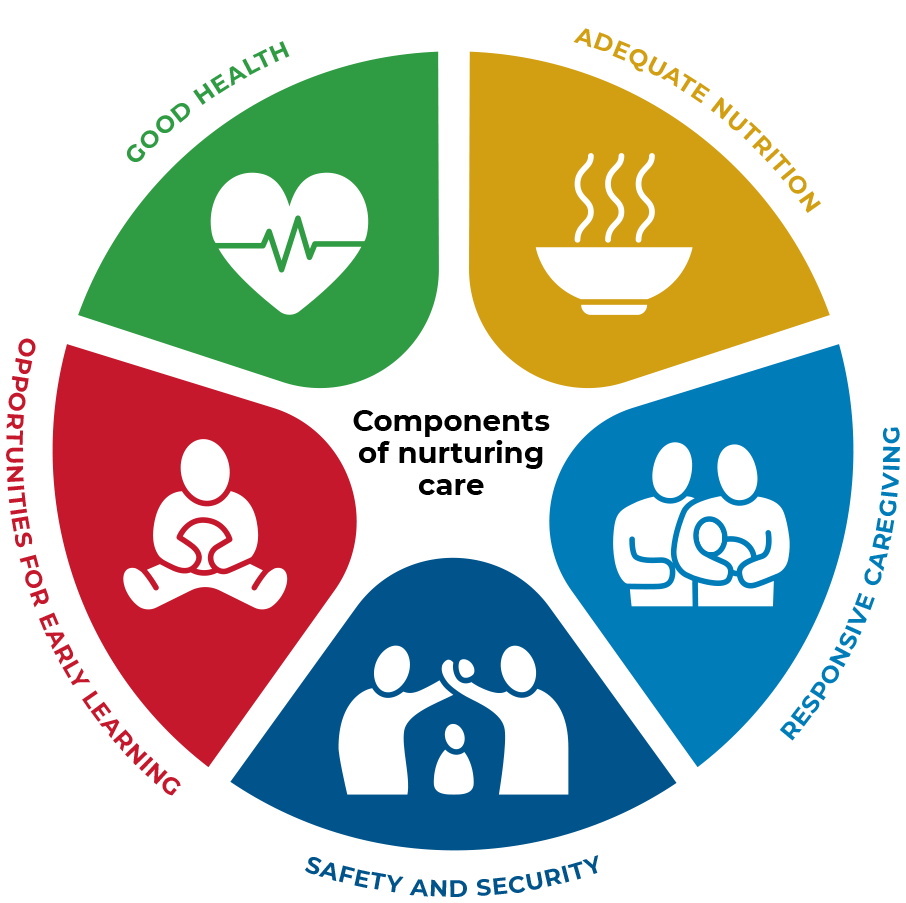 GOOD HEALTH
ADEQUATE NUTRITION
OPPORTUNITIES FOR EARLY LEARNING
Components
of nurturing
care
RESPONSIVE CAREGIVING
SAFETY AND SECURITY